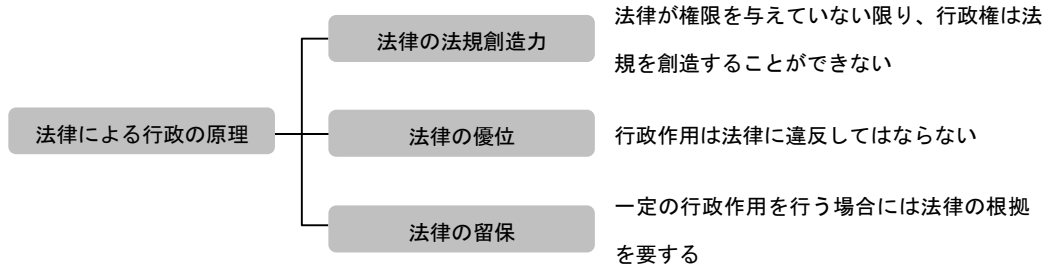 法律による行政の原理
法律の法規創造力
法律が権限を与えていない限り、行政権は法
規を創造することができない
法律の優位
行政作用は法律に違反してはならない
法律の留保
一定の行政作用を行う場合には法律の根拠
を要する